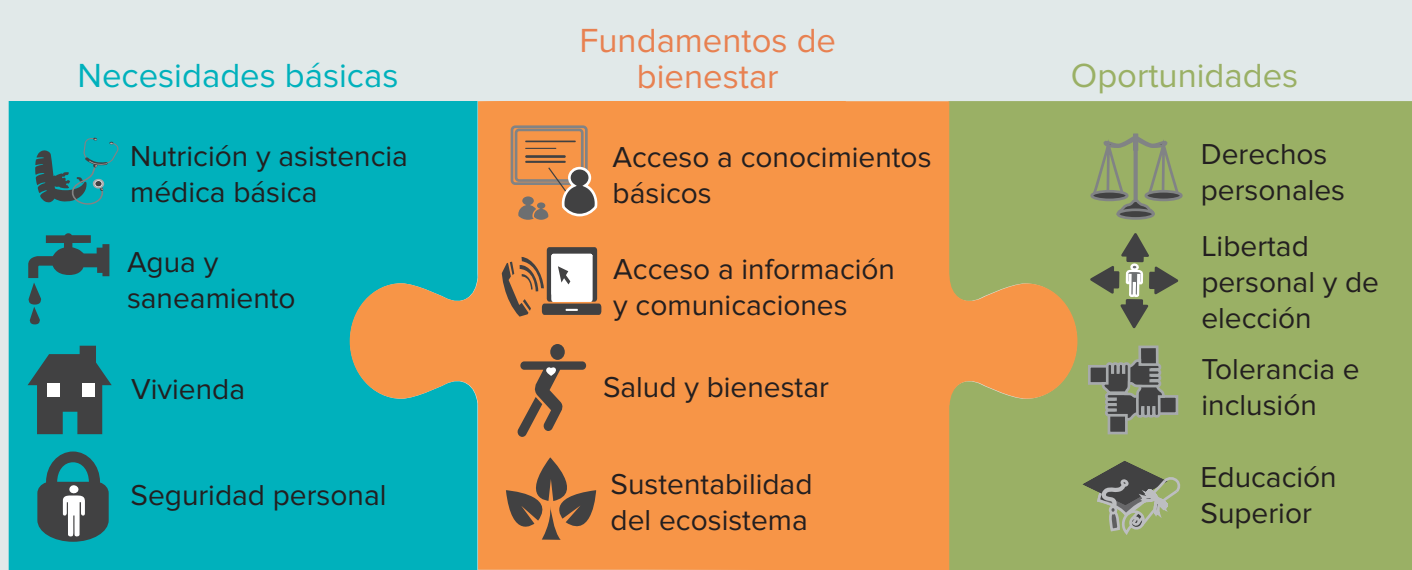 Necesidades básicas
Fundamentos de
bienestar
Oportunidades
Nutrición y asistencia
médica básica
Agua y
saneamiento
Vivienda
Seguridad personal
Acceso a conocimientos
básicos
Acceso a información
y comunicaciones
Salud y bienestar
Sustentabilidad
del ecosistema
Derechos
personales
Libertad
personal y de
elección
Tolerancia e
inclusión
Educación
Superior